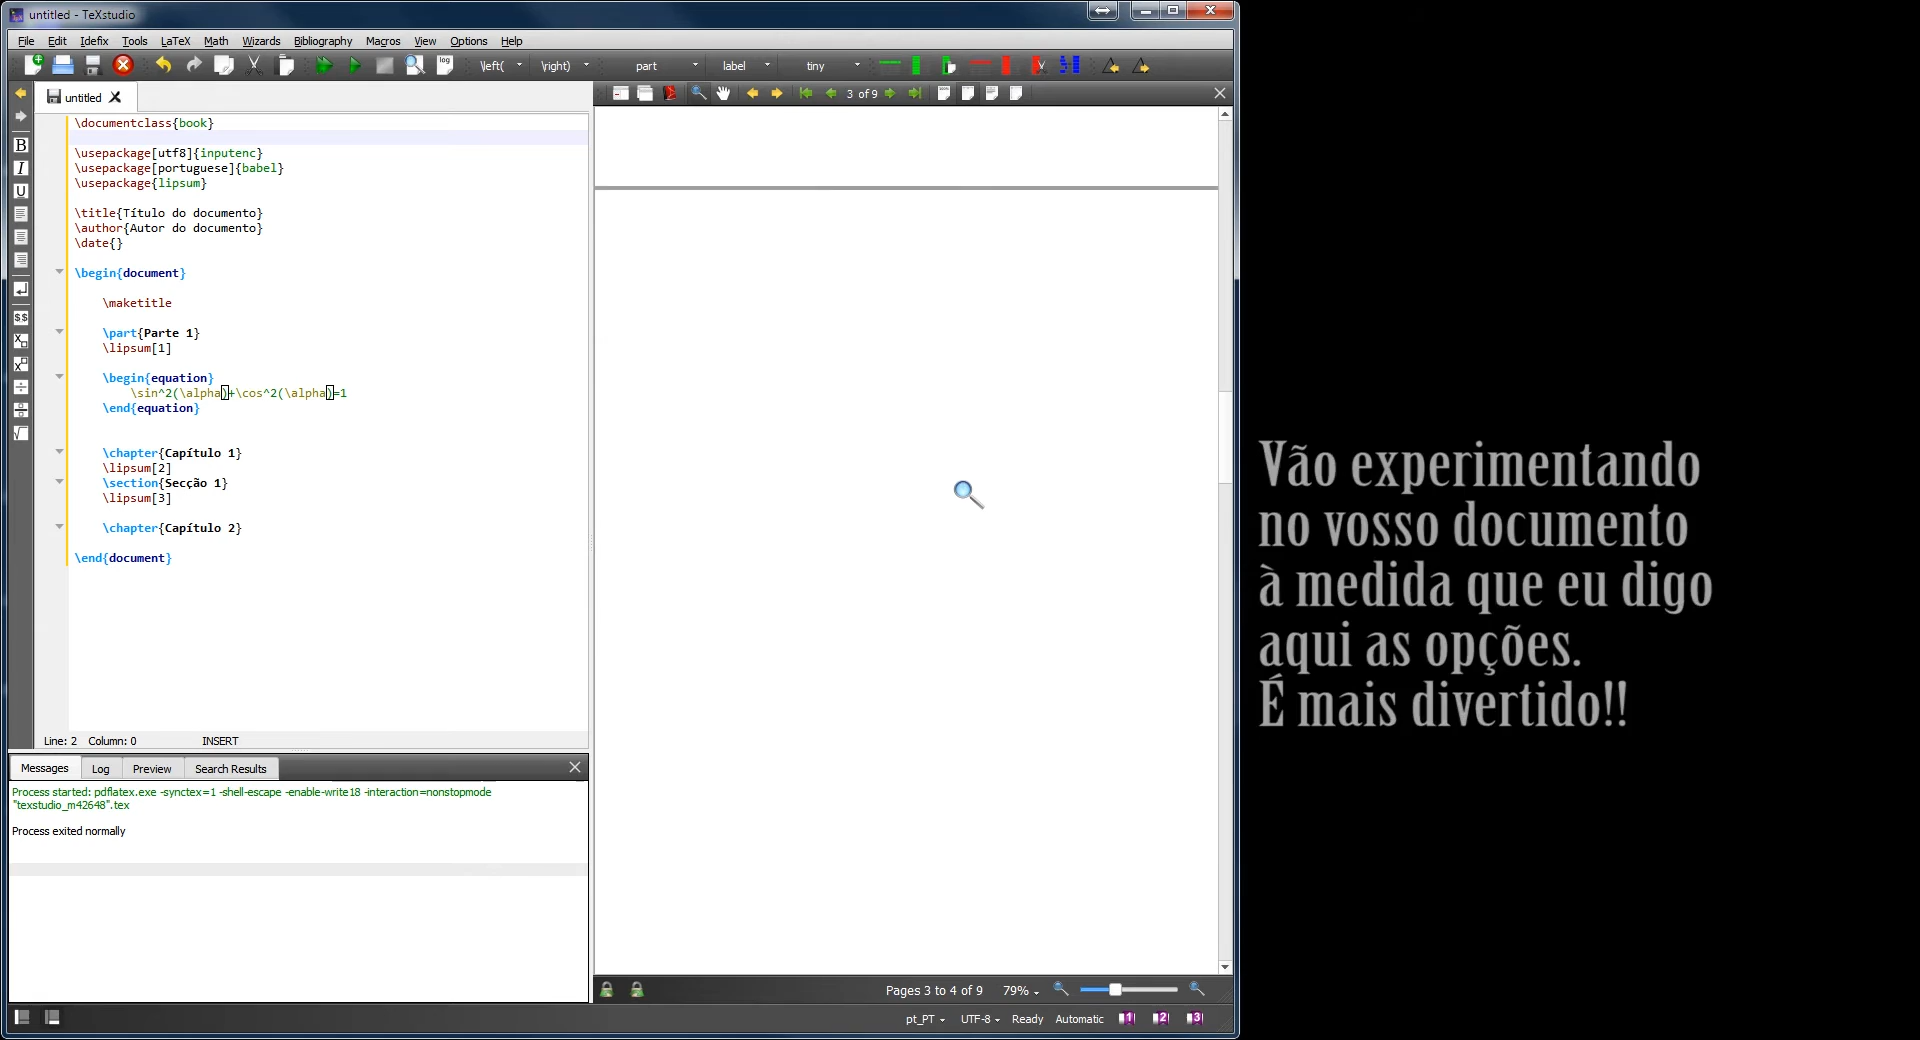 untitled - TeXstudio
File Edit Idefix Tools LaTeX Math Wizards Bibliography Macros View Options Help
log \left( \right) part label tiny
untitled
3 of 9
\documentclass{book}
\usepackage[utf8]{inputenc}
\usepackage[portuguese]{babel}
\usepackage{lipsum}
\title{Título do documento}
\author{Autor do documento}
\date{}
\begin{document}
\maketitle
\part{Parte 1}
\lipsum[1]
\begin{equation}
\sin^2(\alpha)+\cos^2(\alpha)=1
\end{equation}
\chapter{Capítulo 1}
\lipsum[2]
\section{Secção 1}
\lipsum[3]
\chapter{Capítulo 2}
\end{document}
Line: 2 Column: 0 INSERT
Messages Log Preview Search Results
Process started: pdflatex.exe -synctex=1 -shell-escape -enable-write18 -interaction=nonstopmode
"texstudio_m42648".tex
Process exited normally
Pages 3 to 4 of 9 79%
pt_PT UTF-8 Ready Automatic 1 2 3
Vão experimentando
no vosso documento
à medida que eu digo
aqui as opções.
É mais divertido!!